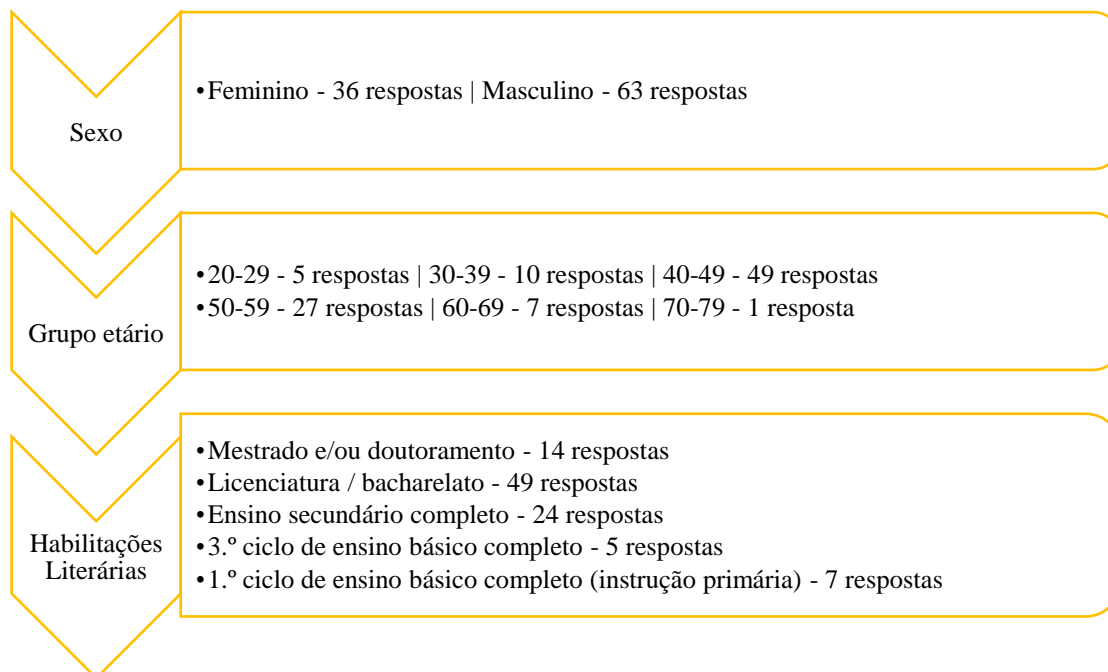 Sexo
•Feminino - 36 respostas | Masculino - 63 respostas
Grupo etário
•20-29 - 5 respostas | 30-39 - 10 respostas | 40-49 - 49 respostas
•50-59 - 27 respostas | 60-69 - 7 respostas | 70-79 - 1 resposta
Habilitações
Literárias
•Mestrado e/ou doutoramento - 14 respostas
•Licenciatura / bacharelato - 49 respostas
•Ensino secundário completo - 24 respostas
•3.º ciclo de ensino básico completo - 5 respostas
•1.º ciclo de ensino básico completo (instrução primária) - 7 respostas